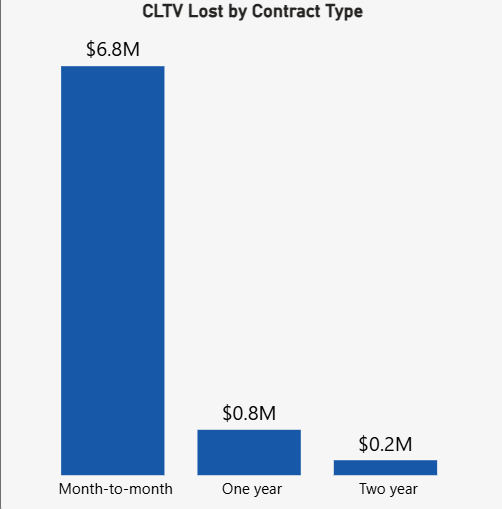 CLTV Lost by Contract Type
$6.8M
$0.8M
$0.2M
Month-to-month One year Two year